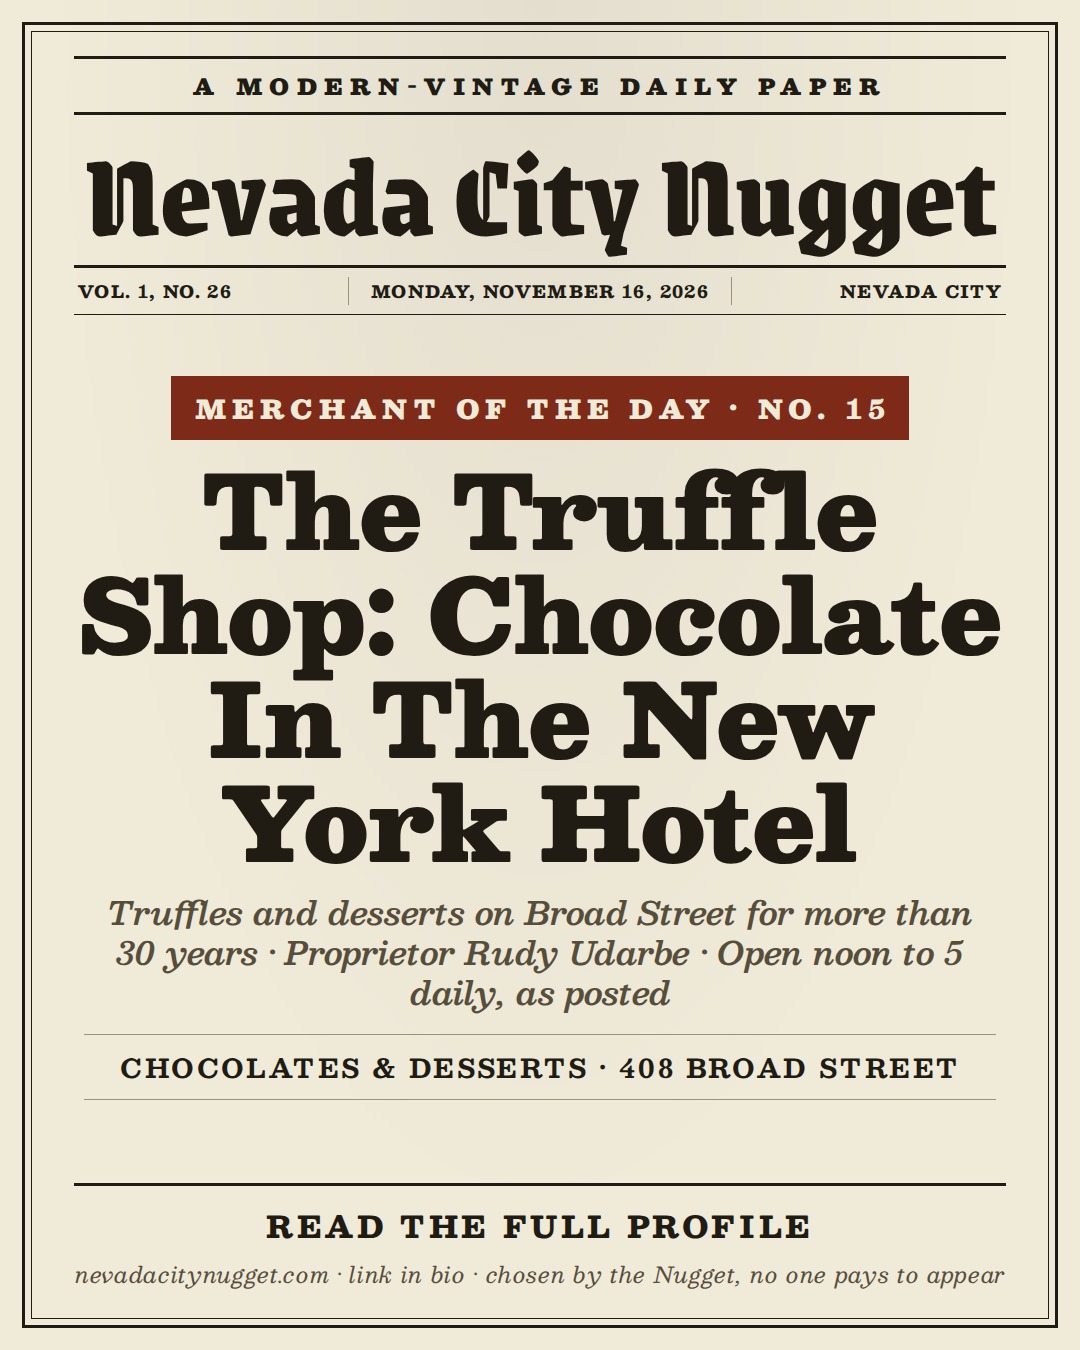 A MODERN-VINTAGE DAILY PAPER
Nevada City Nugget
VOL. 1, NO. 26
MONDAY, NOVEMBER 16, 2026
NEVADA CITY
MERCHANT OF THE DAY · NO. 15
The Truffle
Shop: Chocolate
In The New
York Hotel
Truffles and desserts on Broad Street for more than
30 years · Proprietor Rudy Udarbe · Open noon to 5
daily, as posted
CHOCOLATES & DESSERTS · 408 BROAD STREET
READ THE FULL PROFILE
nevadacitynugget.com · link in bio · chosen by the Nugget, no one pays to appear